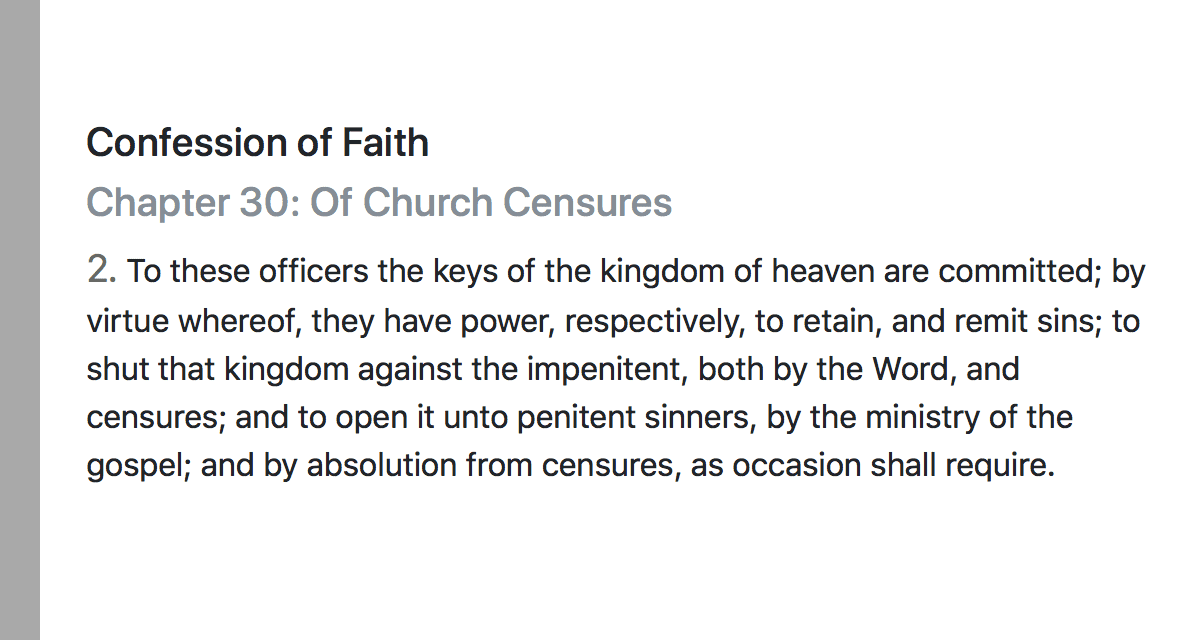 Confession of Faith
Chapter 30: Of Church Censures
2. To these officers the keys of the kingdom of heaven are committed; by
virtue whereof, they have power, respectively, to retain, and remit sins; to
shut that kingdom against the impenitent, both by the Word, and
censures; and to open it unto penitent sinners, by the ministry of the
gospel; and by absolution from censures, as occasion shall require.